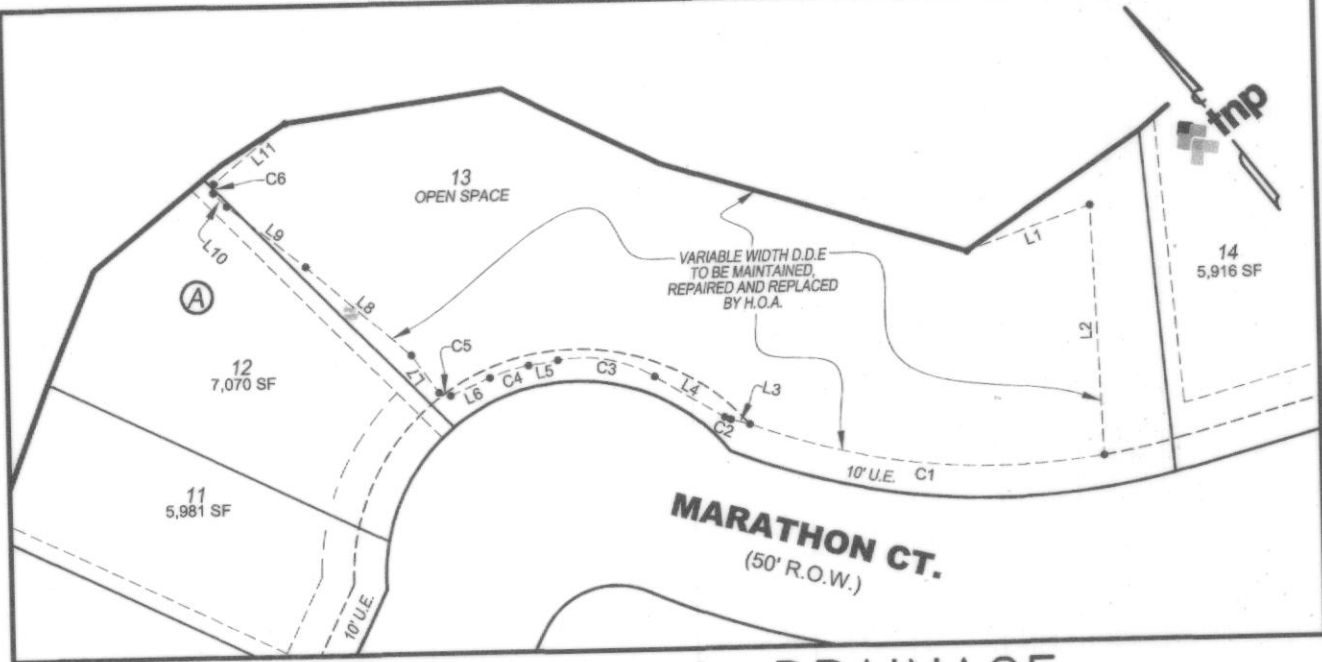 L11
C6
13
OPEN SPACE
tnp
L9
L10
L1
14
5,916 SF
VARIABLE WIDTH D.D.E
TO BE MAINTAINED,
REPAIRED AND REPLACED
BY H.O.A.
A
L8
L2
C5
12
7,070 SF
L7
L6
C4
L5
C3
L4
L3
C2
10' U.E.
C1
11
5,981 SF
MARATHON CT.
(50' R.O.W.)
10' U.E.
DRAINAGE